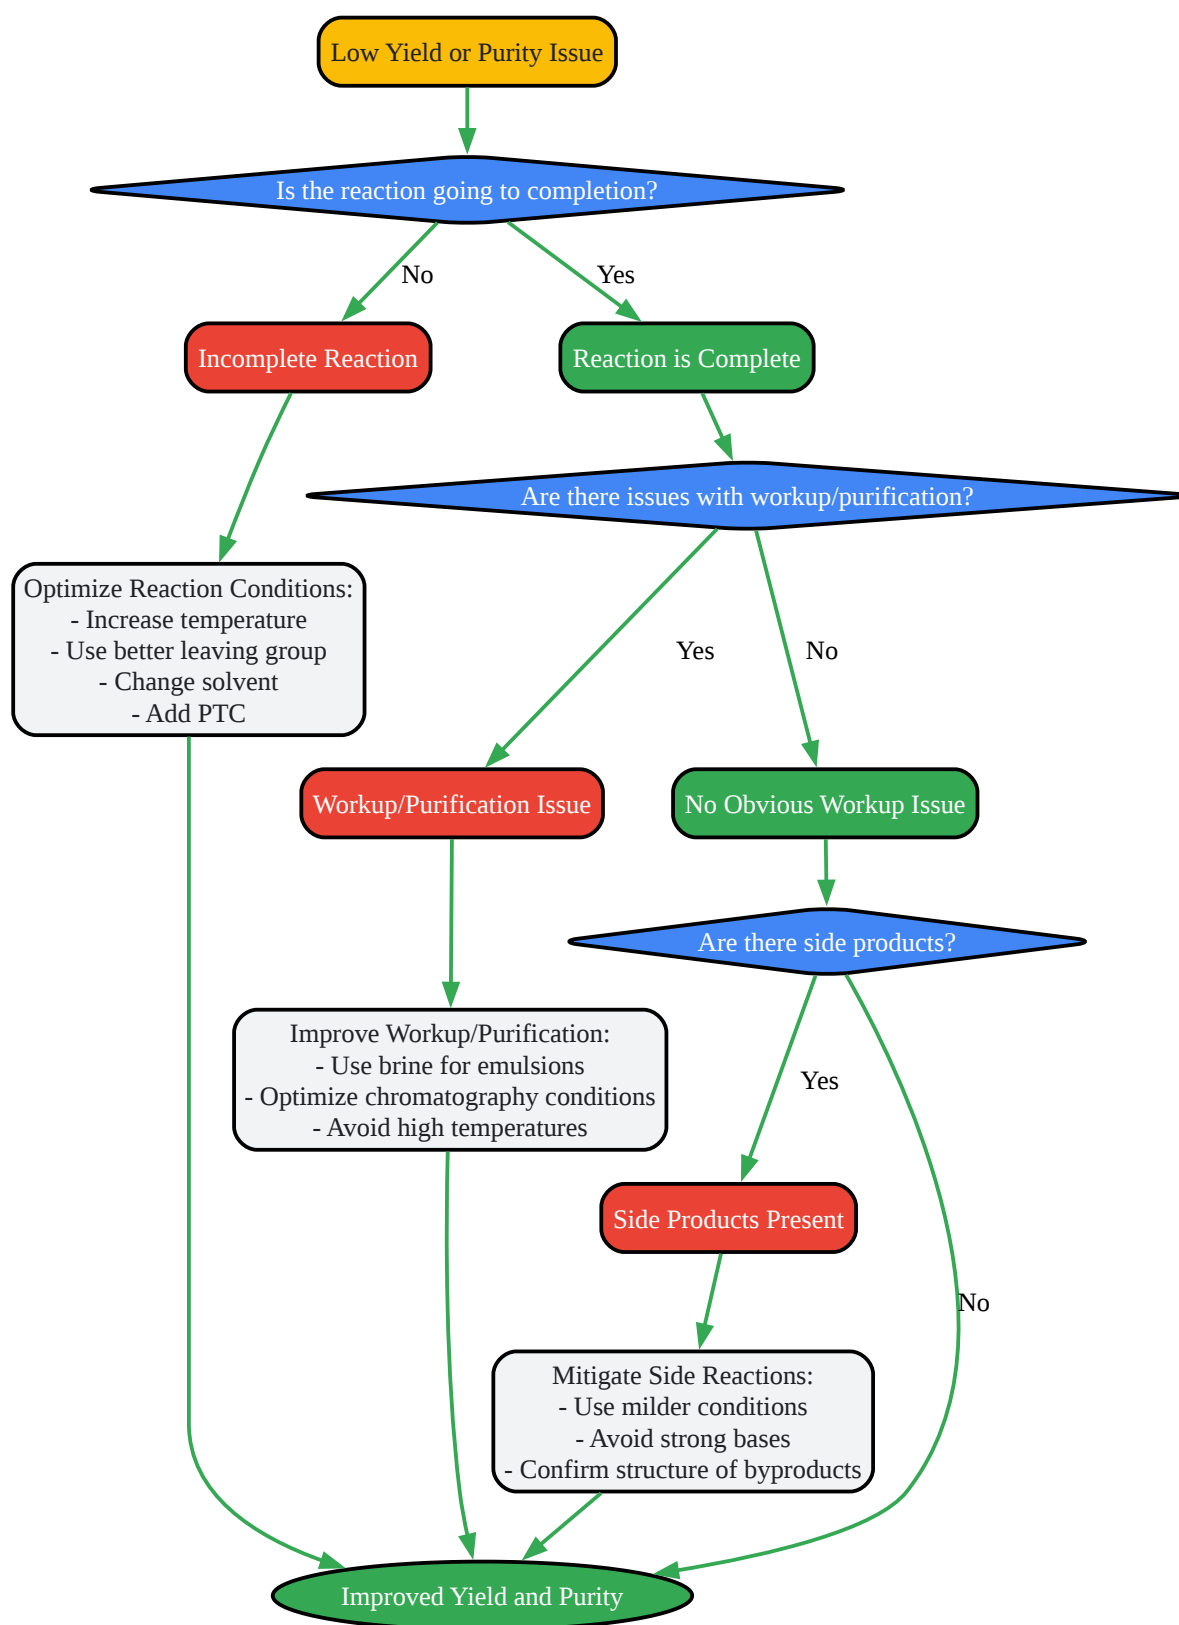 Low Yield or Purity Issue
Is the reaction going to completion?
No
Yes
Incomplete Reaction
Reaction is Complete
Are there issues with workup/purification?
Optimize Reaction Conditions:
- Increase temperature
- Use better leaving group
- Change solvent
- Add PTC
Yes
No
Workup/Purification Issue
No Obvious Workup Issue
Are there side products?
Improve Workup/Purification:
- Use brine for emulsions
- Optimize chromatography conditions
- Avoid high temperatures
Yes
Side Products Present
No
Mitigate Side Reactions:
- Use milder conditions
- Avoid strong bases
- Confirm structure of byproducts
Improved Yield and Purity